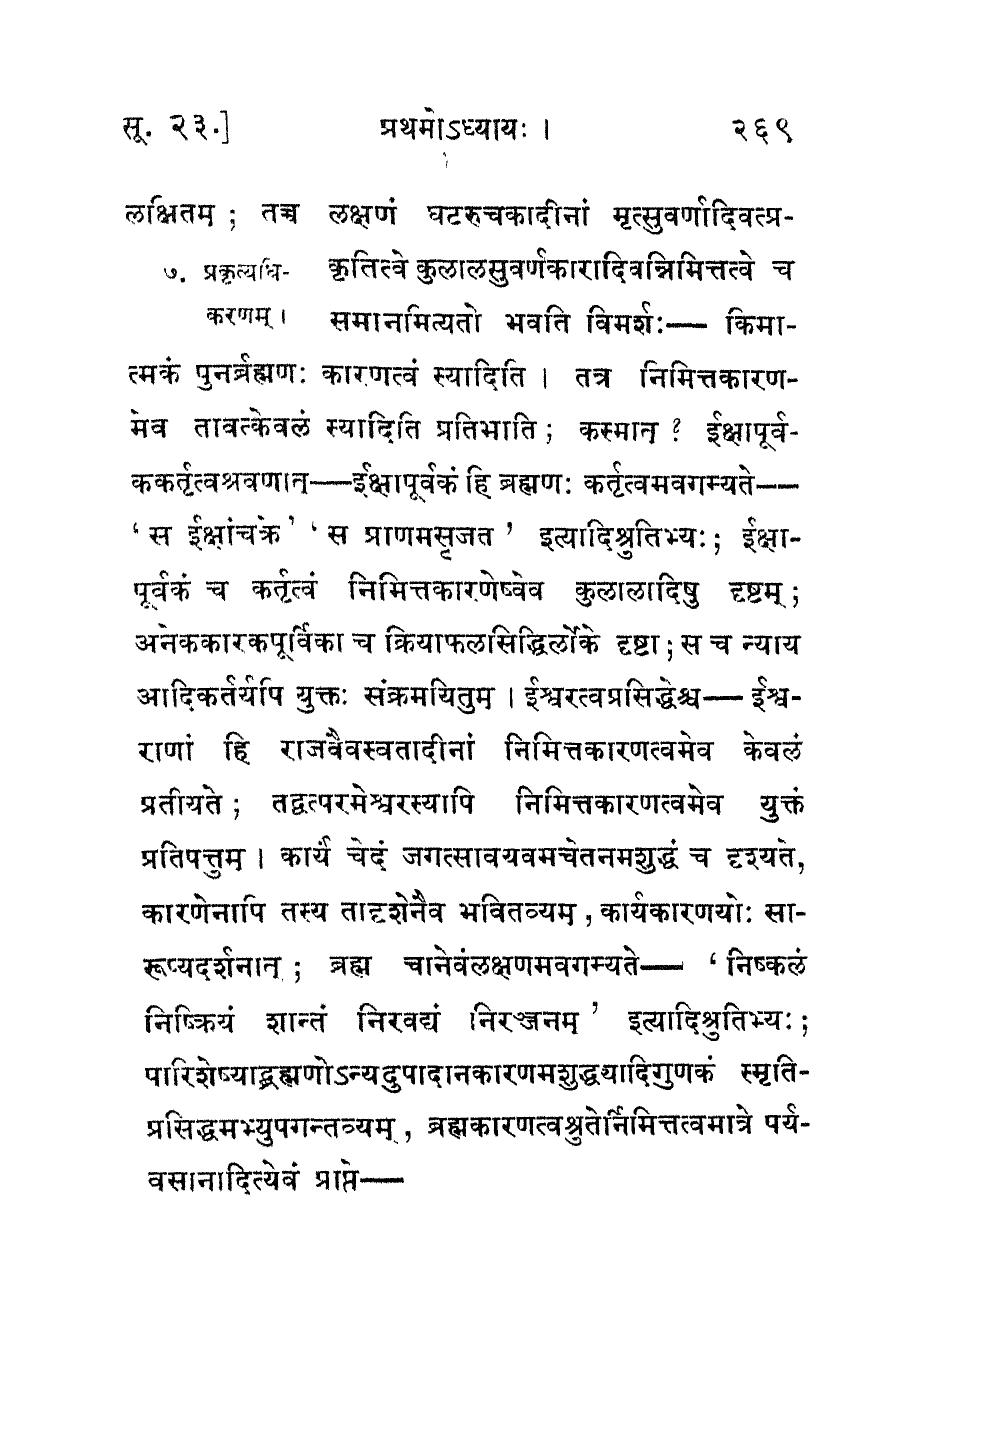 सू. २३.] प्रथमोऽध्यायः । २६९
लक्षितम् ; तच्च लक्षणं घटरुचकादीनां मृत्सुवर्णादिवत्प्र-
७. प्रकृत्यधि- कृतित्वे कुलालसुवर्णकारादिवन्निमित्तत्वे च
करणम् । समानमित्यतो भवति विमर्शः— किमा-
त्मकं पुनर्ब्रह्मणः कारणत्वं स्यादिति । तत्र निमित्तकारण-
मेव तावत्केवलं स्यादिति प्रतिभाति ; कस्मात् ? ईक्षापूर्व-
ककर्तृत्वश्रवणात्—ईक्षापूर्वकं हि ब्रह्मणः कर्तृत्वमवगम्यते—
‘ स ईक्षांचक्रे ’ ‘ स प्राणमसृजत ’ इत्यादिश्रुतिभ्यः ; ईक्षा-
पूर्वकं च कर्तृत्वं निमित्तकारणेष्वेव कुलालादिषु दृष्टम् ;
अनेककारकपूर्विका च क्रियाफलसिद्धिर्लोके दृष्टा ; स च न्याय
आदिकर्तर्यपि युक्तः संक्रमयितुम् । ईश्वरत्वप्रसिद्धेश्च— ईश्व-
राणां हि राजवैवस्वतादीनां निमित्तकारणत्वमेव केवलं
प्रतीयते ; तद्वत्परमेश्वरस्यापि निमित्तकारणत्वमेव युक्तं
प्रतिपत्तुम् । कार्यं चेदं जगत्सावयवमचेतनमशुद्धं च दृश्यते,
कारणेनापि तस्य तादृशेनैव भवितव्यम् , कार्यकारणयोः सा-
रूप्यदर्शनात् ; ब्रह्म चानेवंलक्षणमवगम्यते— ‘ निष्कलं
निष्क्रियं शान्तं निरवद्यं निरञ्जनम् ’ इत्यादिश्रुतिभ्यः ;
पारिशेष्याद्ब्रह्मणोऽन्यदुपादानकारणमशुद्ध्यादिगुणकं स्मृति-
प्रसिद्धमभ्युपगन्तव्यम् , ब्रह्मकारणत्वश्रुतेर्निमित्तत्वमात्रे पर्य-
वसानादित्येवं प्राप्ते—